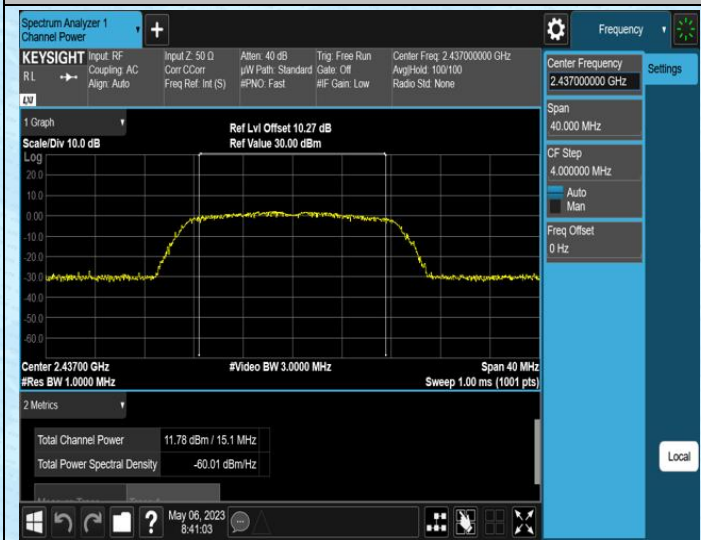 Spectrum Analyzer 1
Channel Power
+
Frequency
KEYSIGHT
RL
LXI
Input: RF
Coupling: AC
Align: Auto
Input Z: 50 Ω
Corr CCorr
Freq Ref: Int (S)
Atten: 40 dB
µW Path: Standard
#PNO: Fast
Trig: Free Run
Gate: Off
#IF Gain: Low
Center Freq: 2.437000000 GHz
Avg|Hold: 100/100
Radio Std: None
Center Frequency
2.437000000 GHz
Settings
Span
40.000 MHz
CF Step
4.000000 MHz
Auto
Man
Freq Offset
0 Hz
Local
1 Graph
Scale/Div 10.0 dB
Ref Lvl Offset 10.27 dB
Ref Value 30.00 dBm
Log
20.0
10.0
0.00
-10.0
-20.0
-30.0
-40.0
-50.0
-60.0
Center 2.43700 GHz
#Res BW 1.0000 MHz
#Video BW 3.0000 MHz
Span 40 MHz
Sweep 1.00 ms (1001 pts)
2 Metrics
Total Channel Power 11.78 dBm / 15.1 MHz
Total Power Spectral Density -60.01 dBm/Hz
?
May 06, 2023
8:41:03